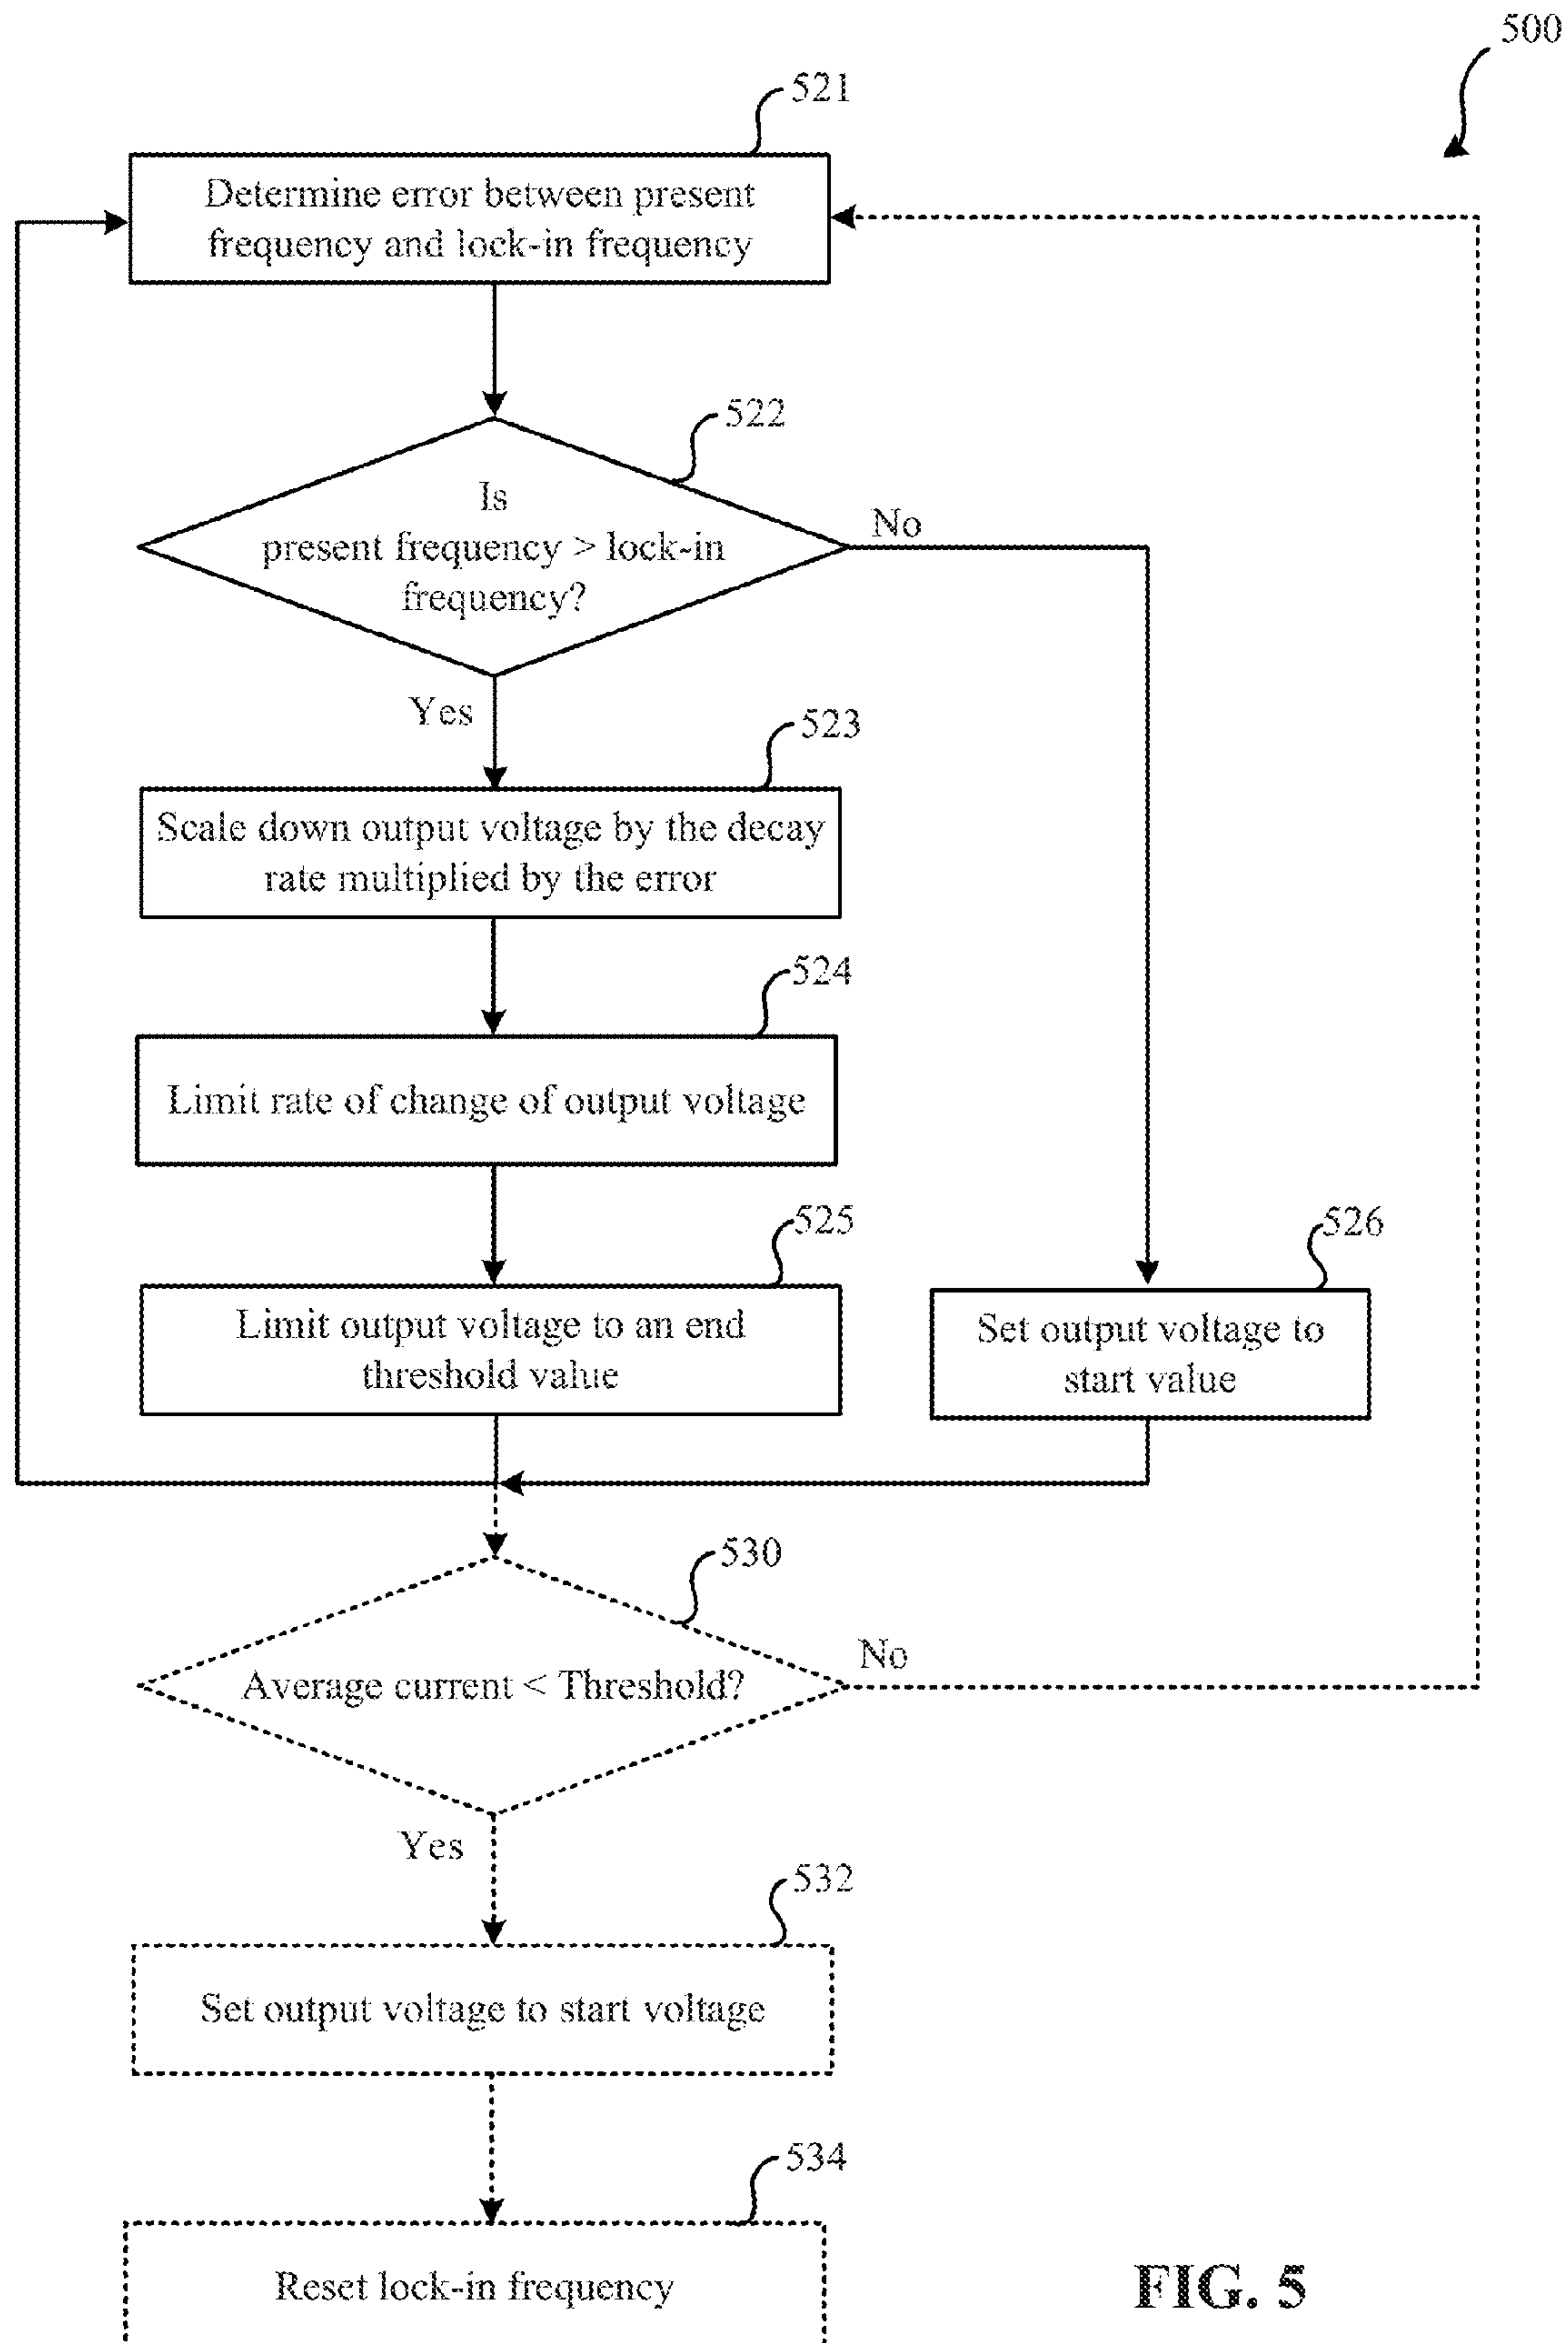 500
521
Determine error between present
frequency and lock-in frequency
522
Is
present frequency > lock-in
frequency?
No
Yes
523
Scale down output voltage by the decay
rate multiplied by the error
524
Limit rate of change of output voltage
525
Limit output voltage to an end
threshold value
526
Set output voltage to
start value
530
Average current < Threshold?
No
Yes
532
Set output voltage to start voltage
534
Reset lock-in frequency
FIG. 5